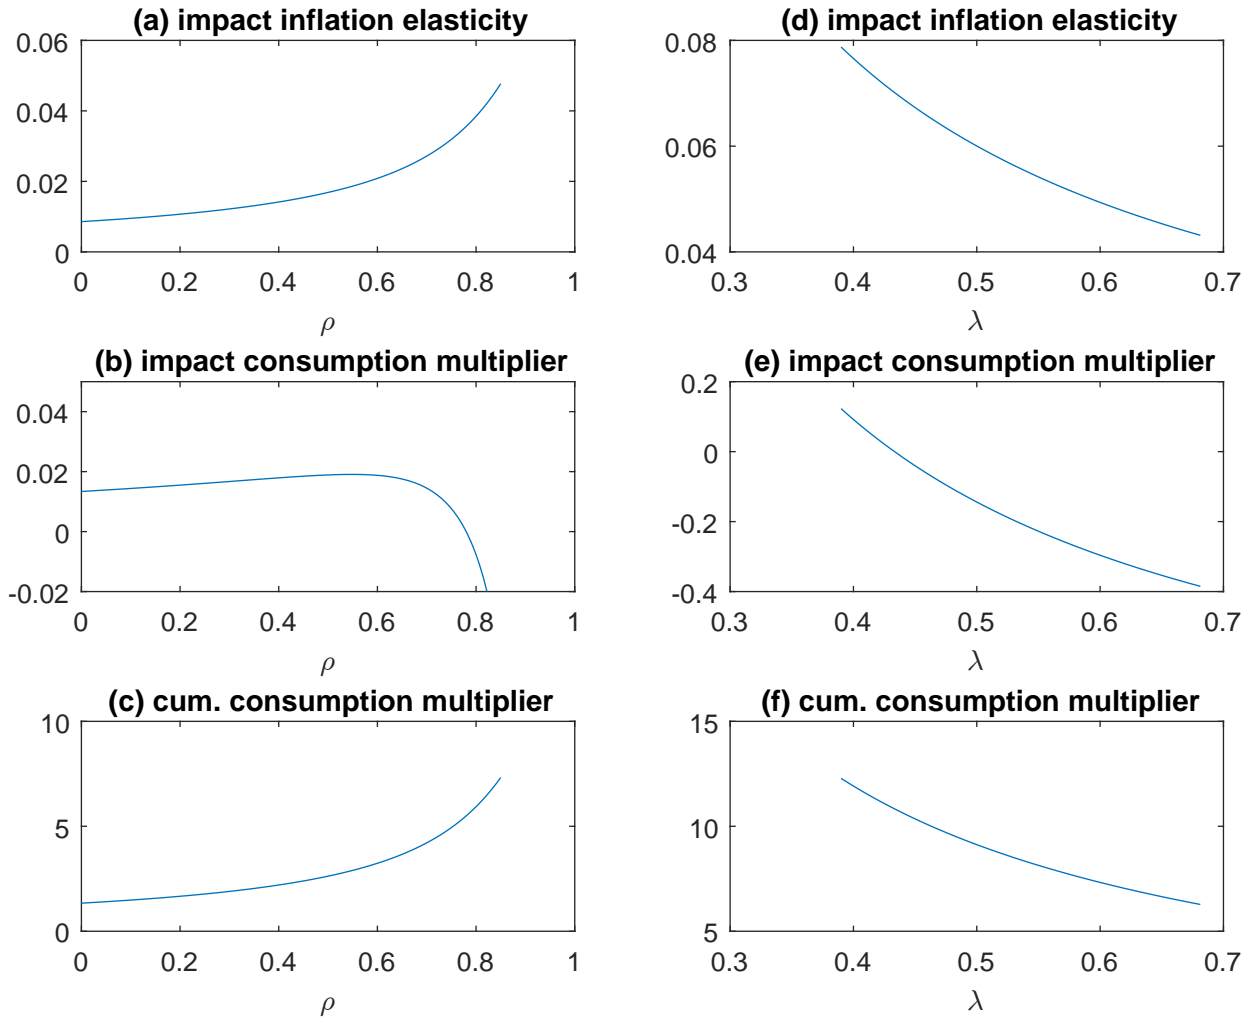 (a) impact inflation elasticity
0.06
0.04
0.02
0
0 0.2 0.4 0.6 0.8 1
ρ
(b) impact consumption multiplier
0.04
0.02
0
-0.02
0 0.2 0.4 0.6 0.8 1
ρ
(c) cum. consumption multiplier
10
5
0
0 0.2 0.4 0.6 0.8 1
ρ
(d) impact inflation elasticity
0.08
0.06
0.04
0.3 0.4 0.5 0.6 0.7
λ
(e) impact consumption multiplier
0.2
0
-0.2
-0.4
0.3 0.4 0.5 0.6 0.7
λ
(f) cum. consumption multiplier
15
10
5
0.3 0.4 0.5 0.6 0.7
λ